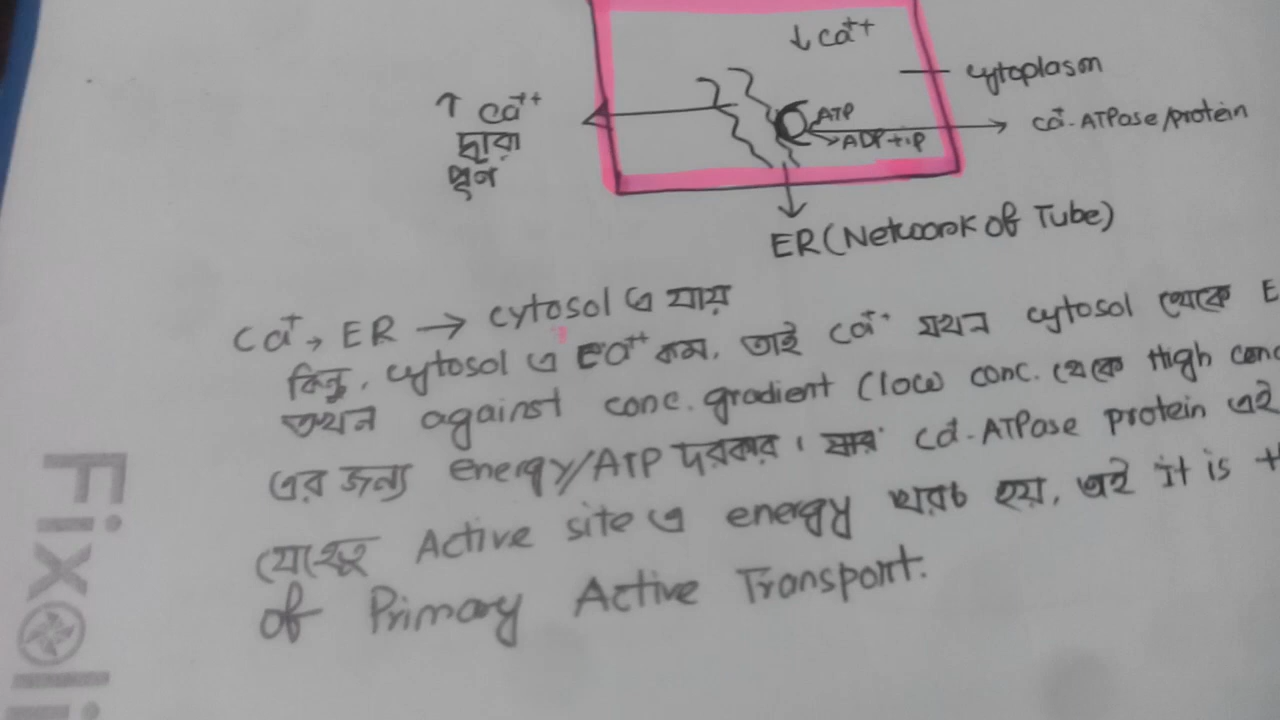 ↓ Ca++
cytoplasm
↑ Ca++
দ্বারা
পূর্ণ
ATP
→ ADP + iP
Ca+-ATPase/protein
ER (Network of Tube)
Ca+, ER → cytosol এ যায়
কিন্তু, cytosol এ Ca++ কম, তাই Ca++ যখন cytosol থেকে E
তখন against conc. gradient (low conc. থেকে High conc
এর জন্য energy/ATP দরকার। Ca+-ATPase protein এই
যেহেতু Active site এ energy খরচ হয়, এই it is
of Primary Active Transport.
Fixoli